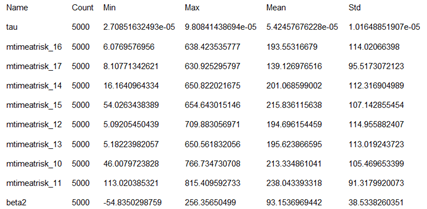 Name Count Min Max Mean Std
tau 5000 2.70851632493e-05 9.80841438694e-05 5.42457676228e-05 1.01648851907e-05
mtimeatrisk_16 5000 6.0769576956 638.423535777 193.55316679 114.02066398
mtimeatrisk_17 5000 8.10771342621 630.925295797 139.126976516 95.5173072123
mtimeatrisk_14 5000 16.1640964334 650.822021675 201.068599002 112.316904989
mtimeatrisk_15 5000 54.0263438389 654.643015146 215.836115638 107.142855454
mtimeatrisk_12 5000 5.09205450439 709.883056971 194.696154459 114.955882407
mtimeatrisk_13 5000 5.18223982057 650.561832056 195.623866595 113.019243723
mtimeatrisk_10 5000 46.0079723828 766.734730708 213.334861041 105.469653399
mtimeatrisk_11 5000 113.020385321 815.409592733 238.043393318 91.3179920073
beta2 5000 -54.8350298759 256.35650499 93.1536969442 38.5338260351